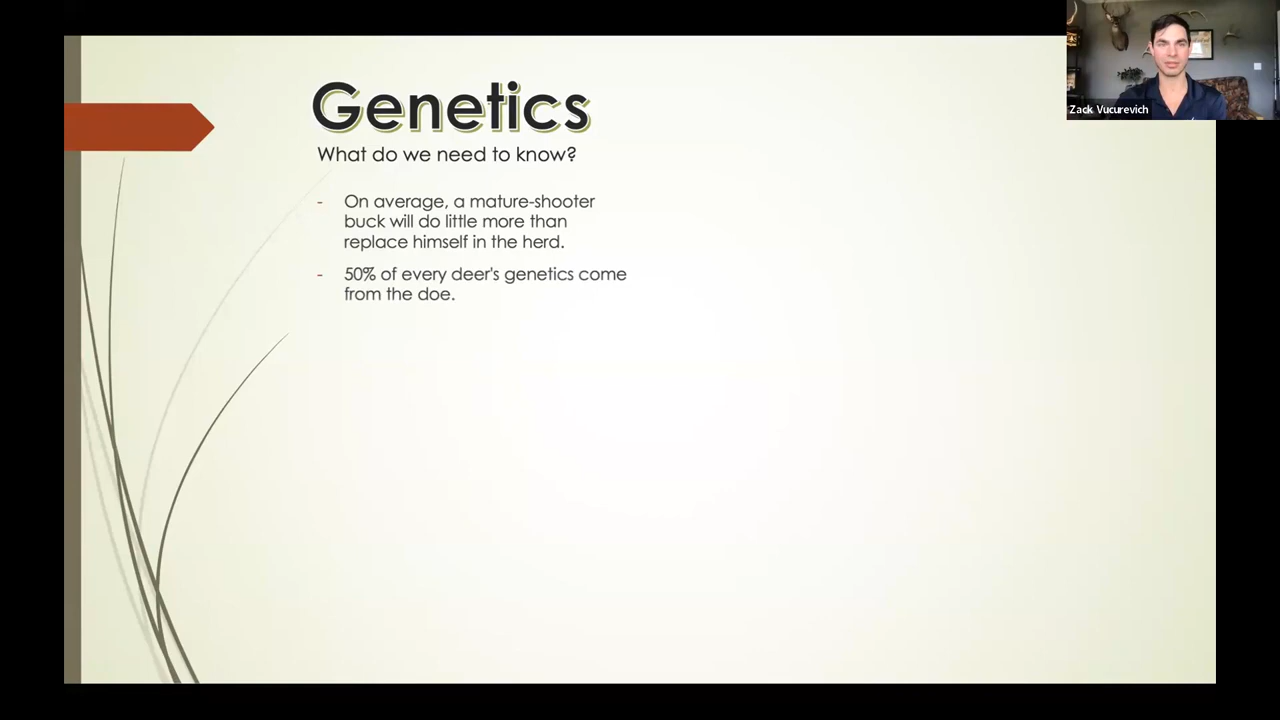 Genetics
What do we need to know?
- On average, a mature-shooter
buck will do little more than
replace himself in the herd.
- 50% of every deer's genetics come
from the doe.
Zack Vucurevich